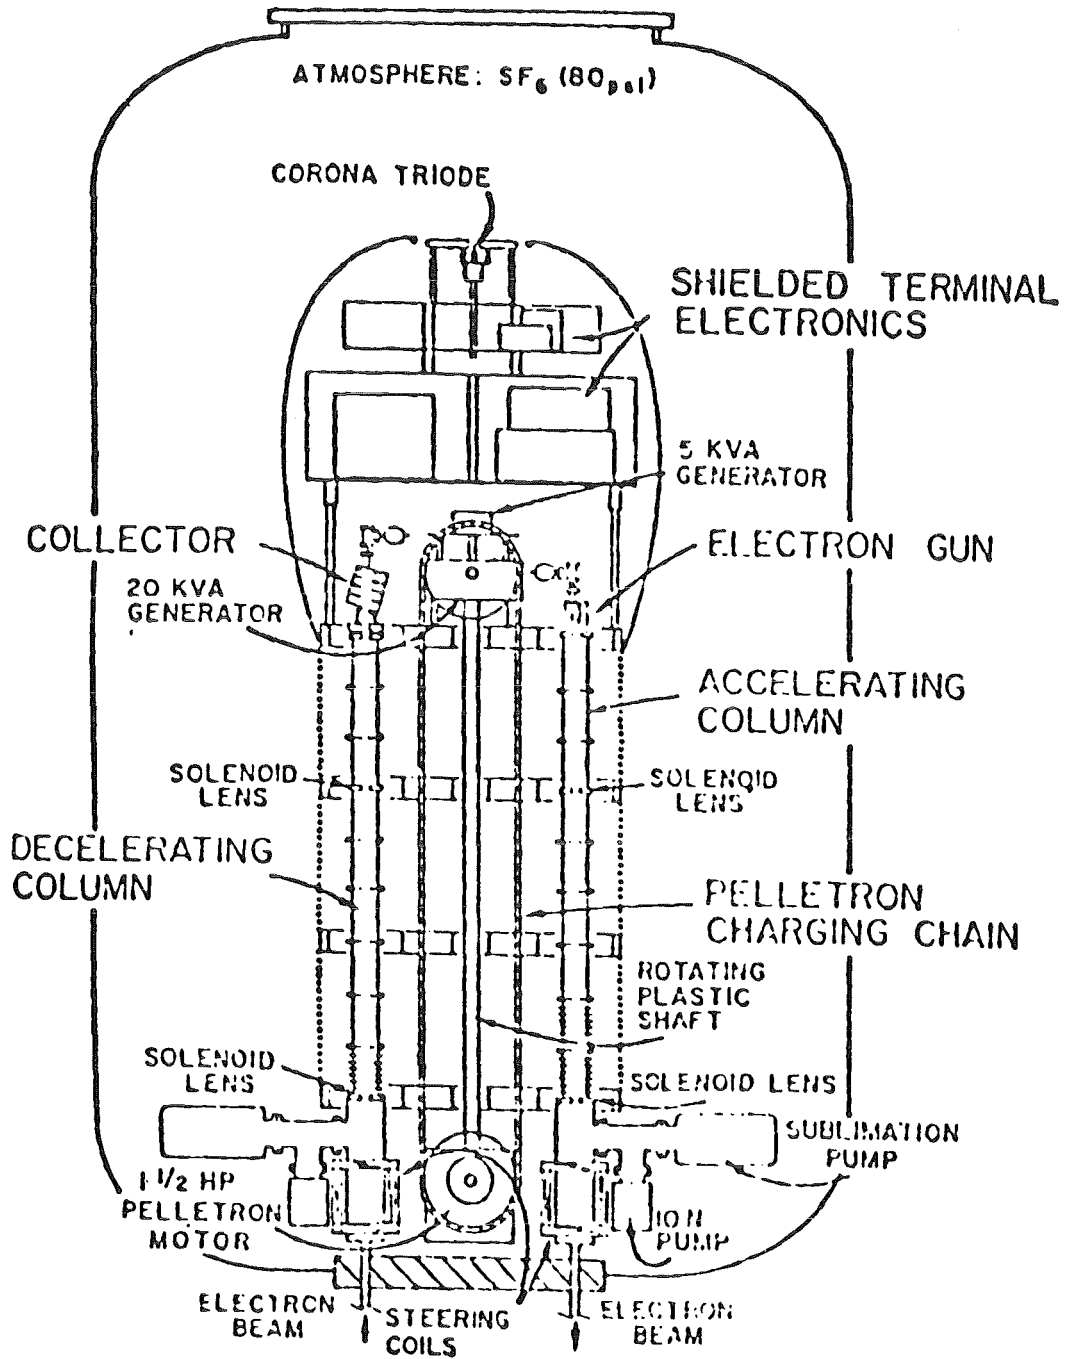 ATMOSPHERE: SF6 (80psi)
CORONA TRIODE
SHIELDED TERMINAL
ELECTRONICS
5 KVA
GENERATOR
COLLECTOR
ELECTRON GUN
20 KVA
GENERATOR
ACCELERATING
COLUMN
SOLENOID
LENS
SOLENOID
LENS
DECELERATING
COLUMN
PELLETRON
CHARGING CHAIN
ROTATING
PLASTIC
SHAFT
SOLENOID
LENS
SOLENOID LENS
SUBLIMATION
PUMP
1 1/2 HP
PELLETRON
MOTOR
ION
PUMP
ELECTRON
BEAM
STEERING
COILS
ELECTRON
BEAM